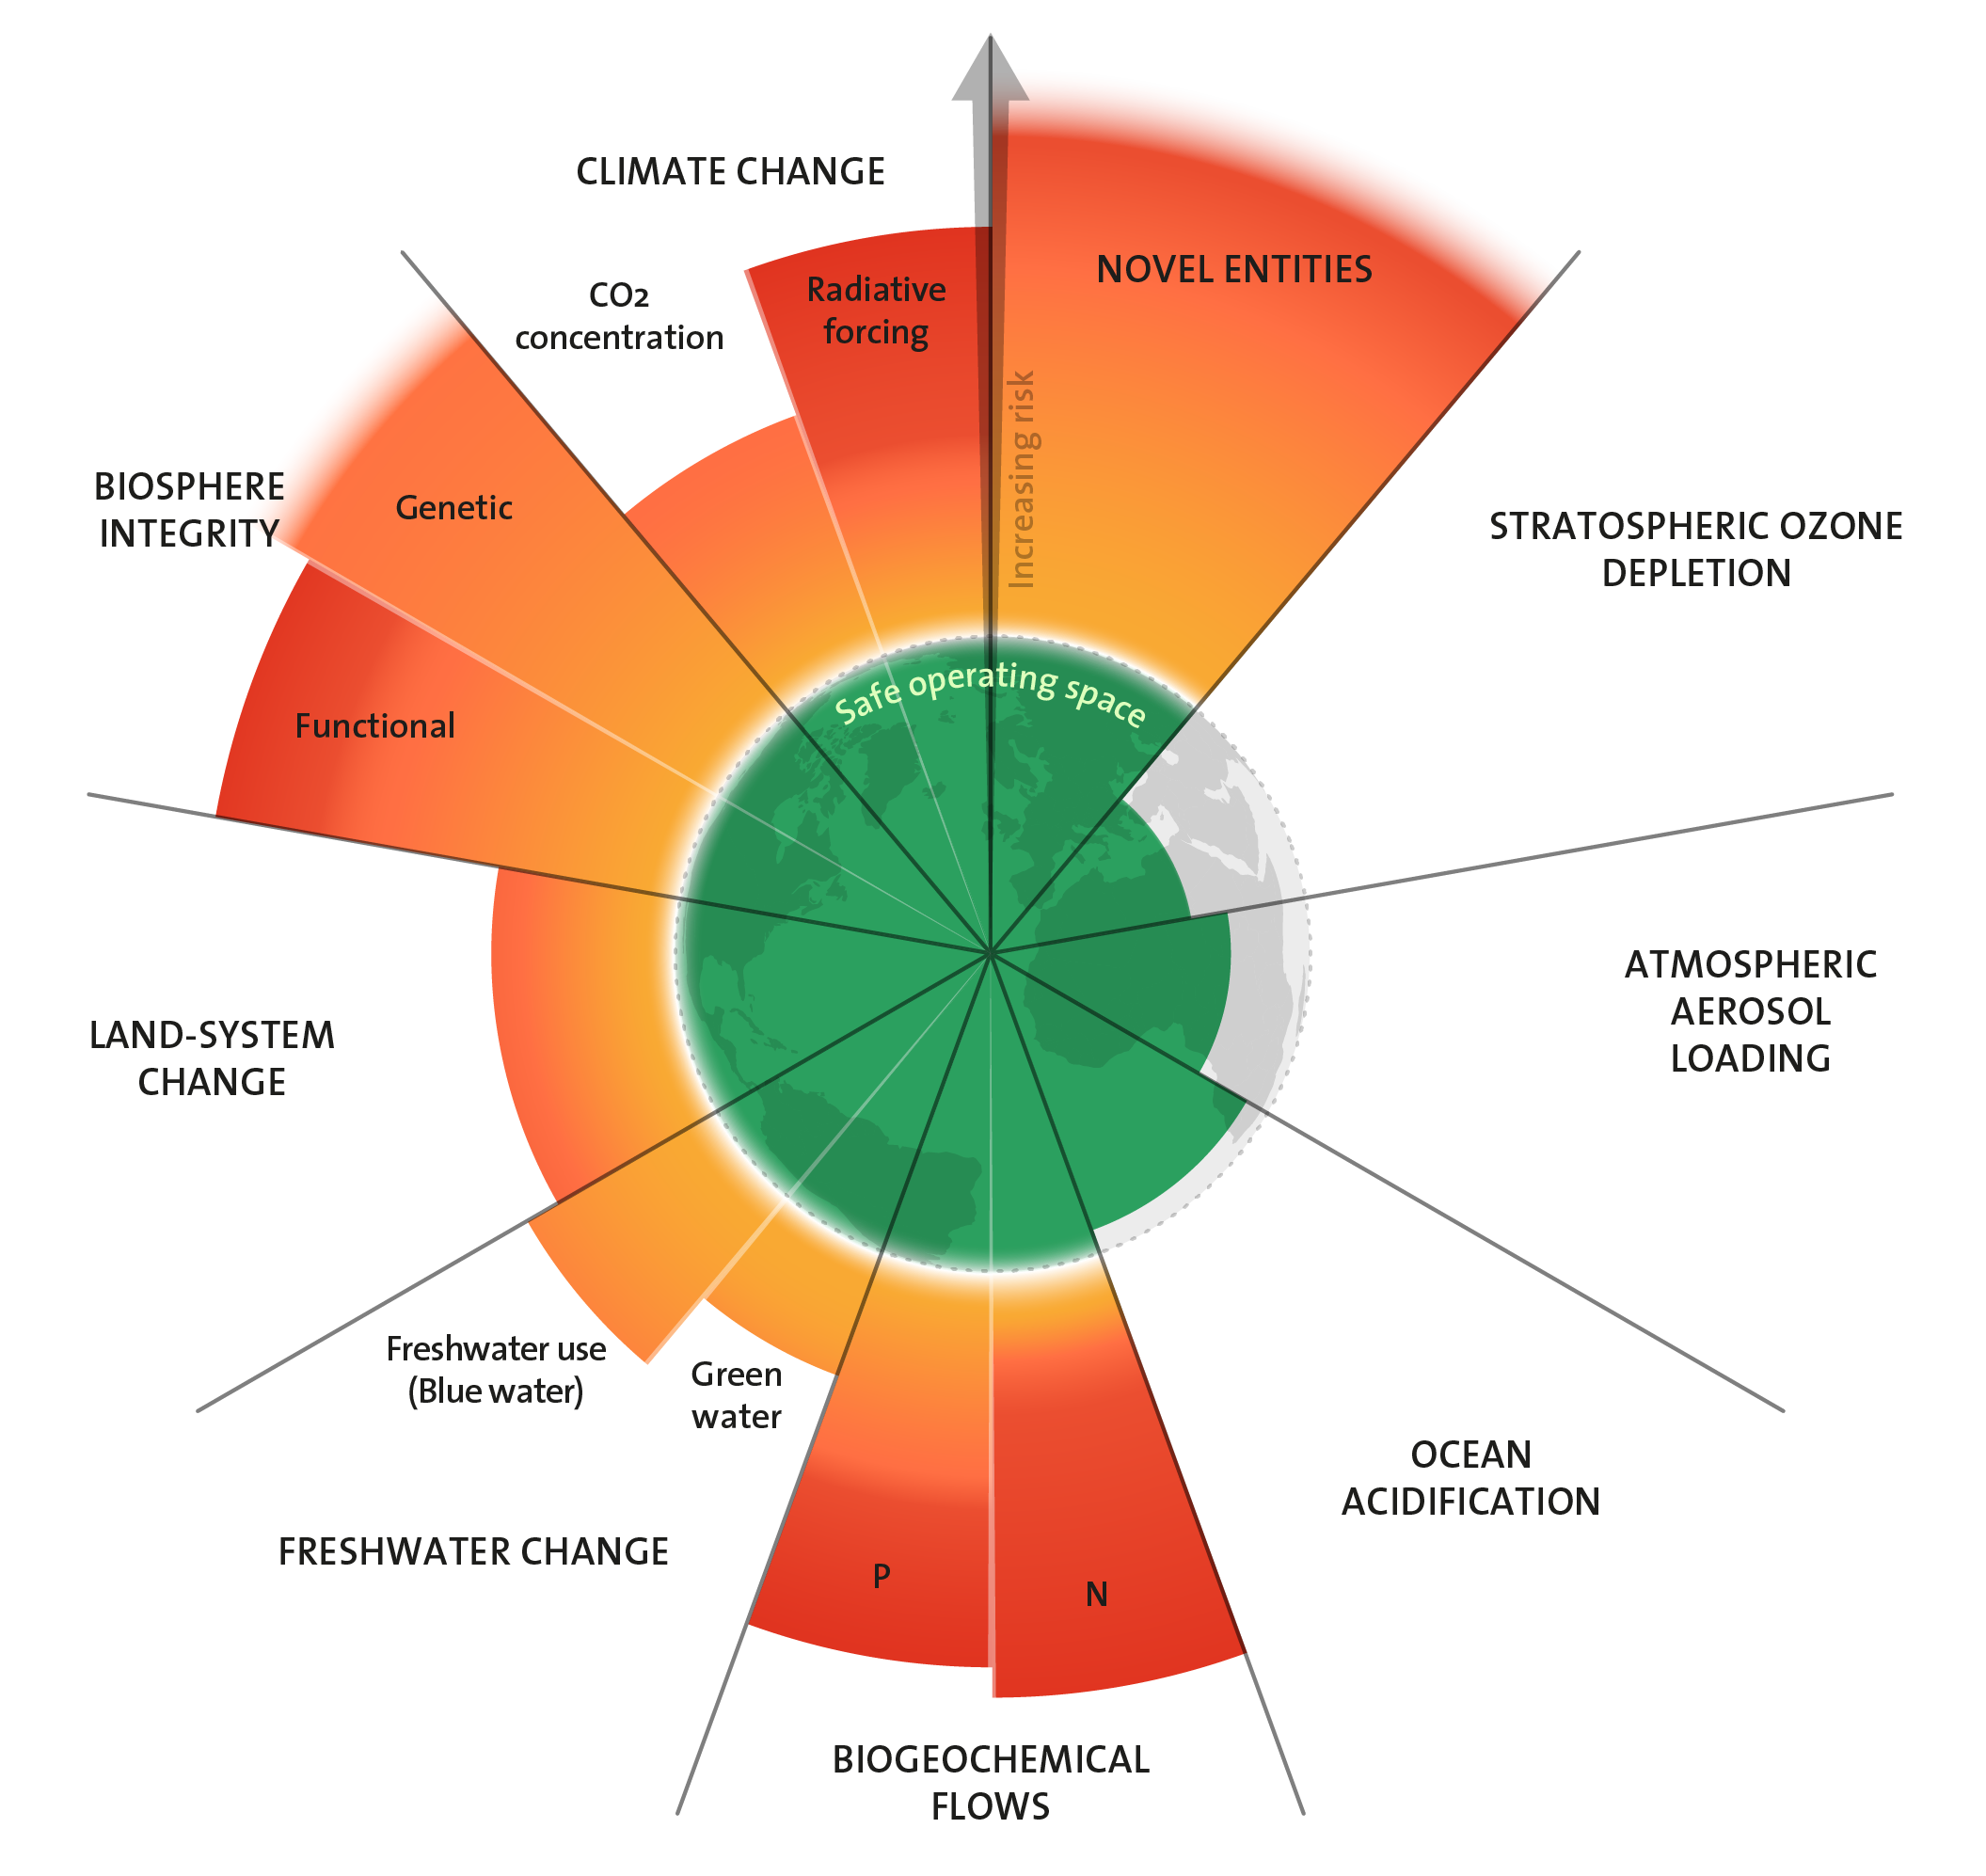 CLIMATE CHANGE
NOVEL ENTITIES
Radiative
forcing
CO2
concentration
Increasing risk
BIOSPHERE
INTEGRITY
Genetic
STRATOSPHERIC OZONE
DEPLETION
Safe operating space
Functional
ATMOSPHERIC
AEROSOL
LOADING
LAND-SYSTEM
CHANGE
Freshwater use
(Blue water)
Green
water
OCEAN
ACIDIFICATION
FRESHWATER CHANGE
P
N
BIOGEOCHEMICAL
FLOWS